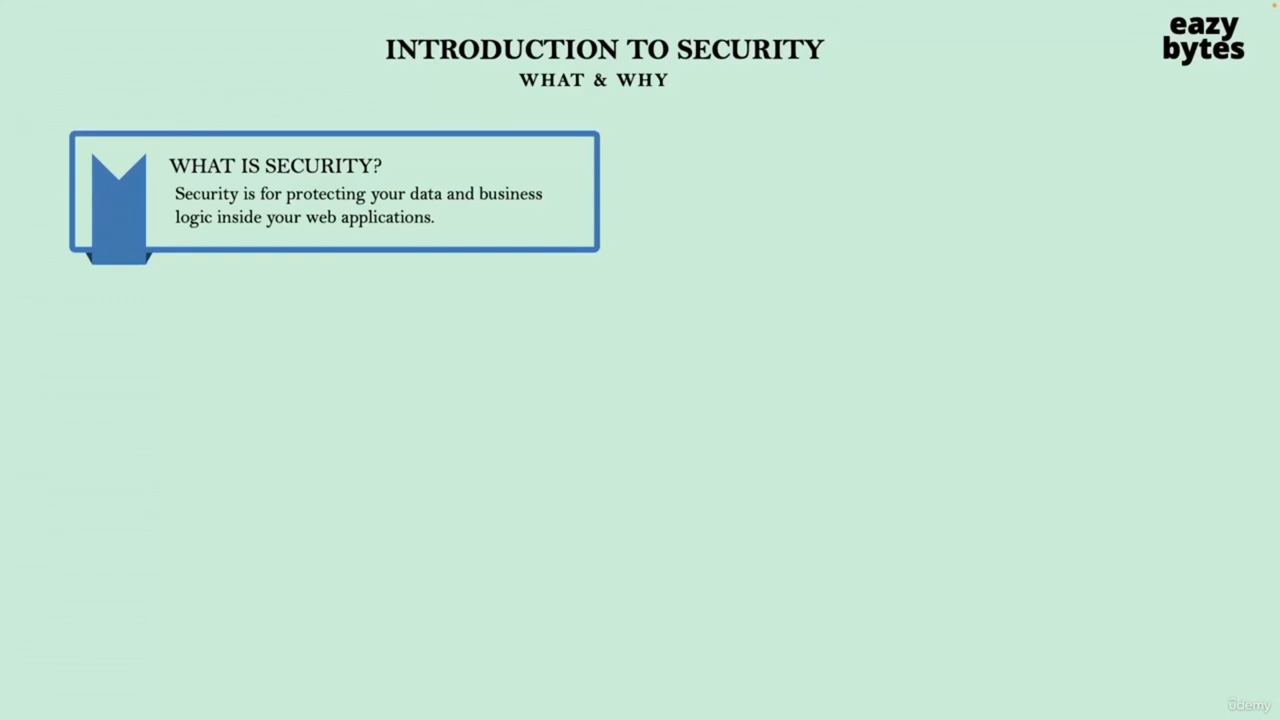 eazy
bytes
INTRODUCTION TO SECURITY
WHAT & WHY
WHAT IS SECURITY?
Security is for protecting your data and business
logic inside your web applications.
ûdemy